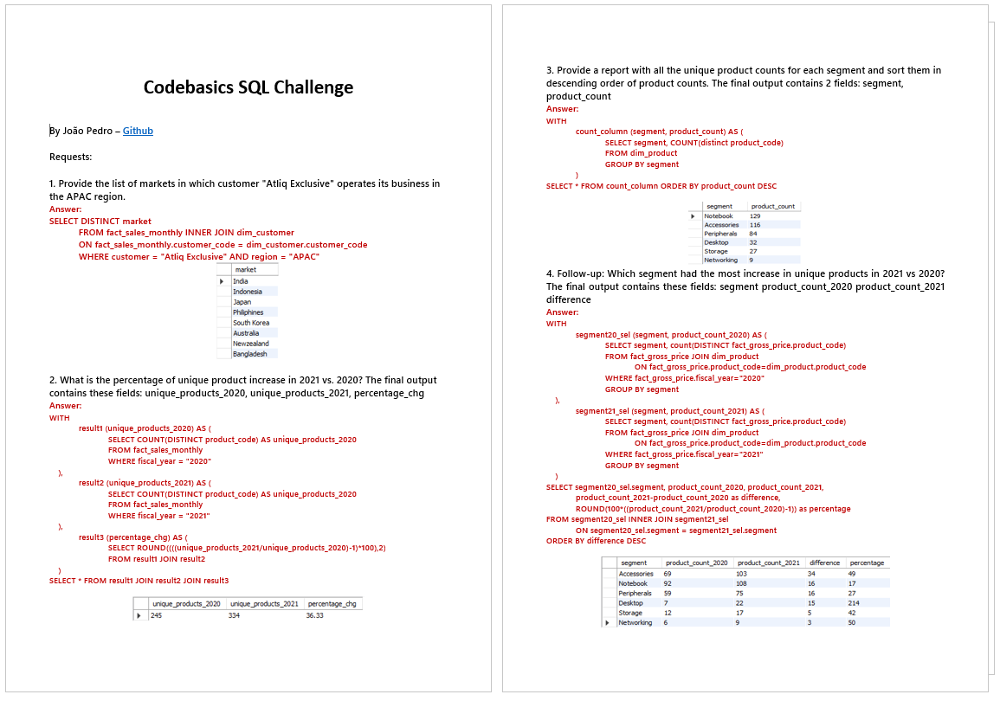 Codebasics SQL Challenge
By João Pedro – Github
Requests:
1. Provide the list of markets in which customer "Atliq Exclusive" operates its business in
the APAC region.
Answer:
SELECT DISTINCT market
FROM fact_sales_monthly INNER JOIN dim_customer
ON fact_sales_monthly.customer_code = dim_customer.customer_code
WHERE customer = "Atliq Exclusive" AND region = "APAC"
market
India
Indonesia
Japan
Philiphines
South Korea
Australia
Newzealand
Bangladesh
2. What is the percentage of unique product increase in 2021 vs. 2020? The final output
contains these fields: unique_products_2020, unique_products_2021, percentage_chg
Answer:
WITH
result1 (unique_products_2020) AS (
SELECT COUNT(DISTINCT product_code) AS unique_products_2020
FROM fact_sales_monthly
WHERE fiscal_year = "2020"
),
result2 (unique_products_2021) AS (
SELECT COUNT(DISTINCT product_code) AS unique_products_2020
FROM fact_sales_monthly
WHERE fiscal_year = "2021"
),
result3 (percentage_chg) AS (
SELECT ROUND((((unique_products_2021/unique_products_2020)-1)*100),2)
FROM result1 JOIN result2
)
SELECT * FROM result1 JOIN result2 JOIN result3
unique_products_2020 unique_products_2021 percentage_chg
245 334 36.33
3. Provide a report with all the unique product counts for each segment and sort them in
descending order of product counts. The final output contains 2 fields: segment,
product_count
Answer:
WITH
count_column (segment, product_count) AS (
SELECT segment, COUNT(distinct product_code)
FROM dim_product
GROUP BY segment
)
SELECT * FROM count_column ORDER BY product_count DESC
segment product_count
Notebook 129
Accessories 116
Peripherals 84
Desktop 32
Storage 27
Networking 9
4. Follow-up: Which segment had the most increase in unique products in 2021 vs 2020?
The final output contains these fields: segment product_count_2020 product_count_2021
difference
Answer:
WITH
segment20_sel (segment, product_count_2020) AS (
SELECT segment, count(DISTINCT fact_gross_price.product_code)
FROM fact_gross_price JOIN dim_product
ON fact_gross_price.product_code=dim_product.product_code
WHERE fact_gross_price.fiscal_year="2020"
GROUP BY segment
),
segment21_sel (segment, product_count_2021) AS (
SELECT segment, count(DISTINCT fact_gross_price.product_code)
FROM fact_gross_price JOIN dim_product
ON fact_gross_price.product_code=dim_product.product_code
WHERE fact_gross_price.fiscal_year="2021"
GROUP BY segment
)
SELECT segment20_sel.segment, product_count_2020, product_count_2021,
product_count_2021-product_count_2020 as difference,
ROUND(100*((product_count_2021/product_count_2020)-1)) as percentage
FROM segment20_sel INNER JOIN segment21_sel
ON segment20_sel.segment = segment21_sel.segment
ORDER BY difference DESC
segment product_count_2020 product_count_2021 difference percentage
Accessories 69 103 34 49
Notebook 92 108 16 17
Peripherals 59 75 16 27
Desktop 7 22 15 214
Storage 12 17 5 42
Networking 6 9 3 50